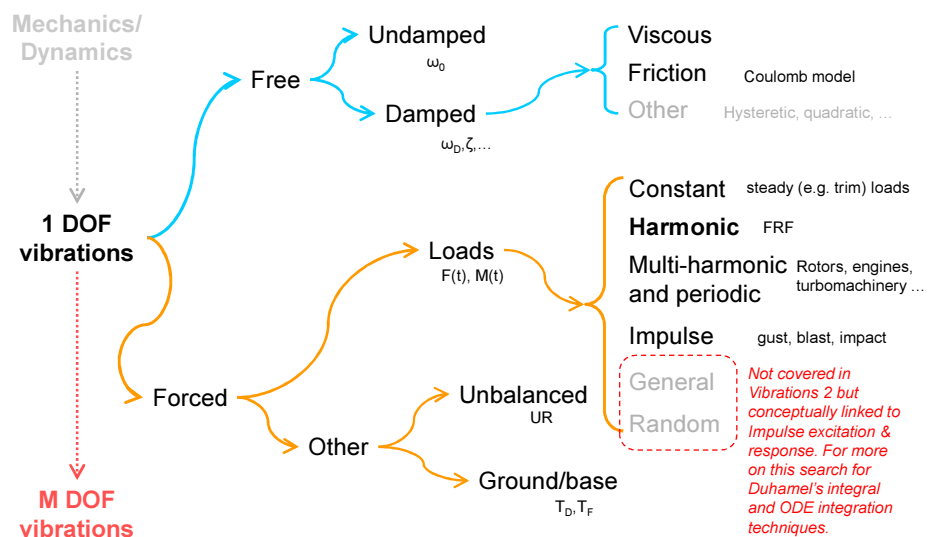 Mechanics/
Dynamics
1 DOF
vibrations
M DOF
vibrations
Free
Undamped
ω₀
Damped
ω_D,ζ,…
Viscous
Friction
Coulomb model
Other
Hysteretic, quadratic, …
Forced
Loads
F(t), M(t)
Constant
steady (e.g. trim) loads
Harmonic
FRF
Multi-harmonic
and periodic
Rotors, engines,
turbomachinery …
Impulse
gust, blast, impact
General
Random
Not covered in
Vibrations 2 but
conceptually linked to
Impulse excitation &
response. For more
on this search for
Duhamel’s integral
and ODE integration
techniques.
Other
Unbalanced
UR
Ground/base
T_D,T_F